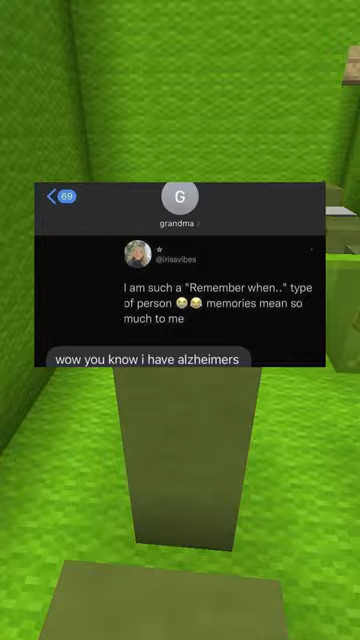 69
G
grandma
@irissvibes
I am such a "Remember when.." type
of person 🥹😂 memories mean so
much to me
wow you know i have alzheimers